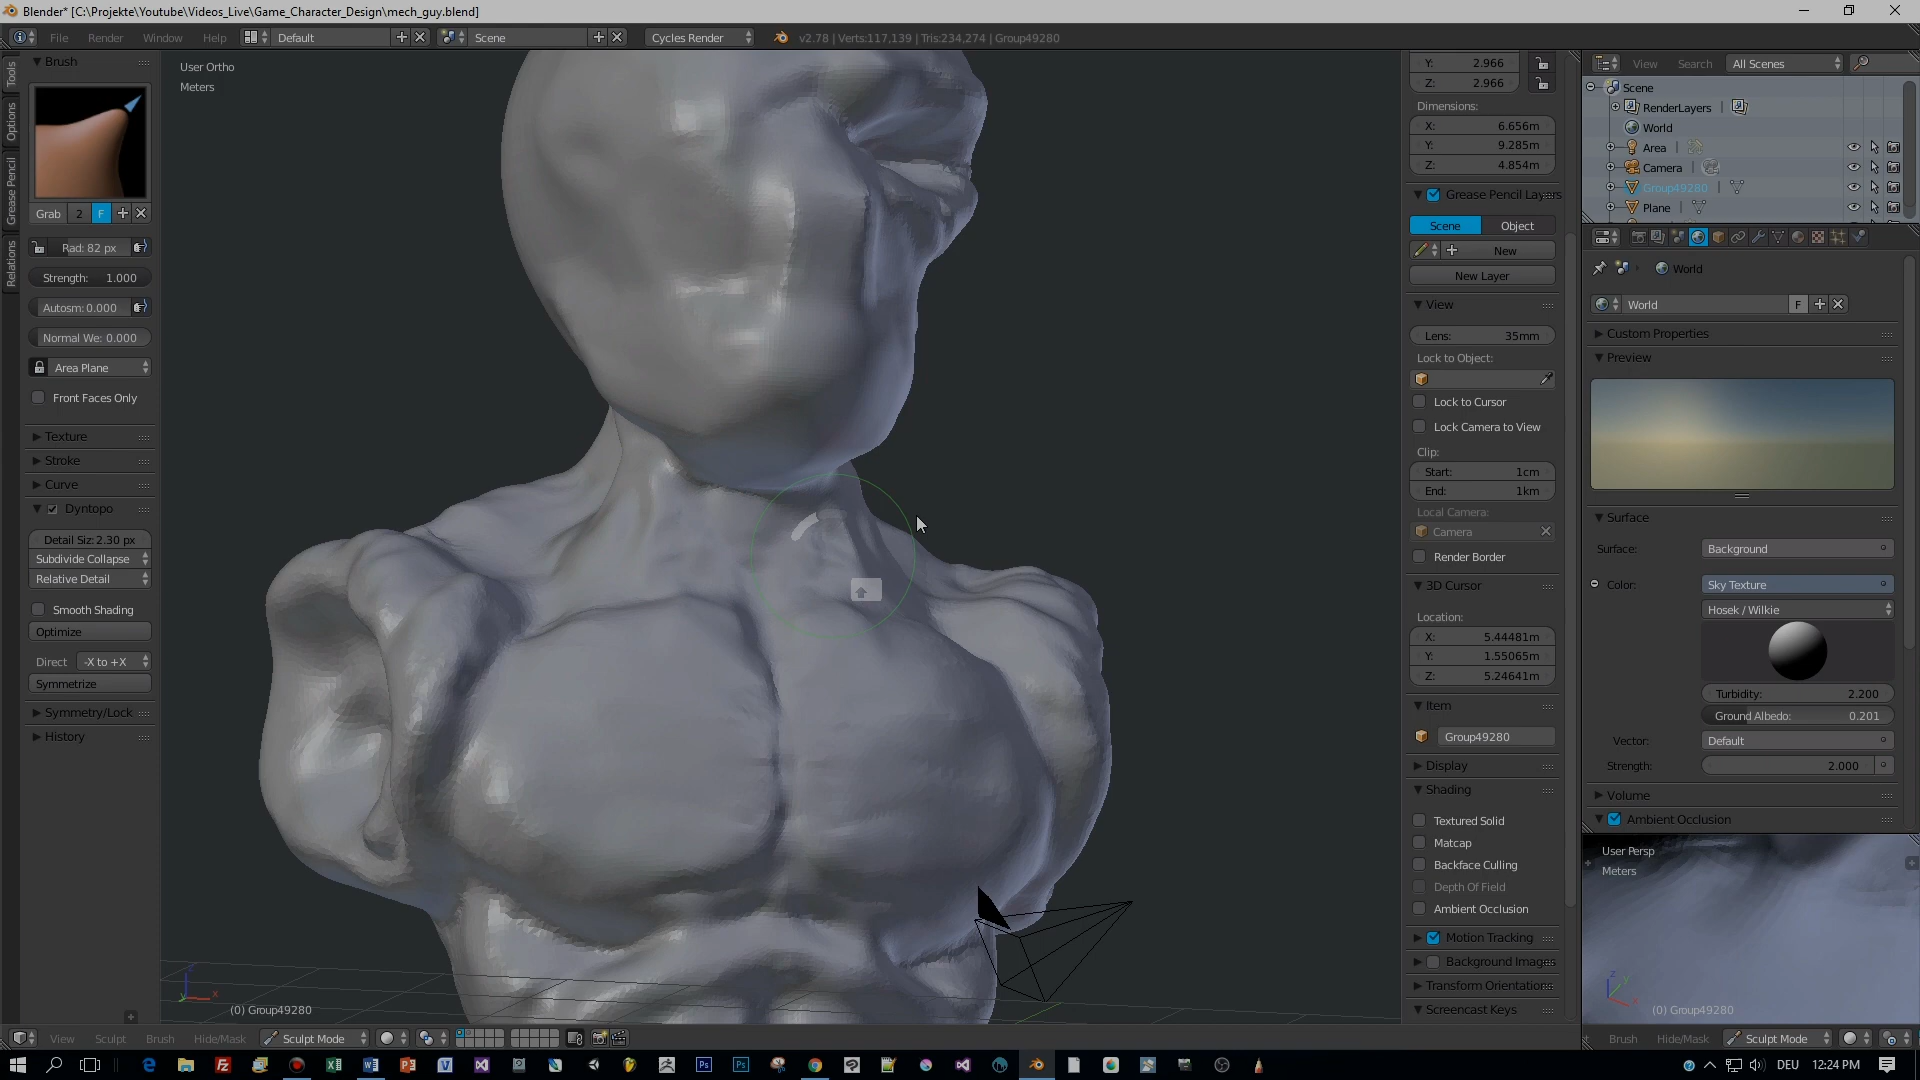 Blender* [C:\Projekte\Youtube\Videos_Live\Game_Character_Design\mech_guy.blend]
File Render Window Help Default Scene Cycles Render v2.78 | Verts:117,139 | Tris:234,274 | Group49280
Tools
Options
Grease Pencil
Relations
Brush
Grab 2 F
Rad: 82 px
Strength: 1.000
Autosm: 0.000
Normal We: 0.000
Area Plane
Front Faces Only
Texture
Stroke
Curve
Dyntopo
Detail Siz: 2.30 px
Subdivide Collapse
Relative Detail
Smooth Shading
Optimize
Direct -X to +X
Symmetrize
Symmetry/Lock
History
User Ortho
Meters
(0) Group49280
Y: 2.966
Z: 2.966
Dimensions:
X: 6.656m
Y: 9.285m
Z: 4.854m
Grease Pencil Layers
Scene Object
New
New Layer
View
Lens: 35mm
Lock to Object:
Lock to Cursor
Lock Camera to View
Clip:
Start: 1cm
End: 1km
Local Camera:
Camera
Render Border
3D Cursor
Location:
X: 5.44481m
Y: 1.55065m
Z: 5.24641m
Item
Group49280
Display
Shading
Textured Solid
Matcap
Backface Culling
Depth Of Field
Ambient Occlusion
Motion Tracking
Background Images
Transform Orientations
Screencast Keys
View Search All Scenes
Scene
RenderLayers
World
Area
Camera
Group49280
Plane
World
World F
Custom Properties
Preview
Surface
Surface: Background
Color: Sky Texture
Hosek / Wilkie
Turbidity: 2.200
Ground Albedo: 0.201
Vector: Default
Strength: 2.000
Volume
Ambient Occlusion
User Persp
Meters
(0) Group49280
View Sculpt Brush Hide/Mask Sculpt Mode
Brush Hide/Mask Sculpt Mode
DEU 12:24 PM